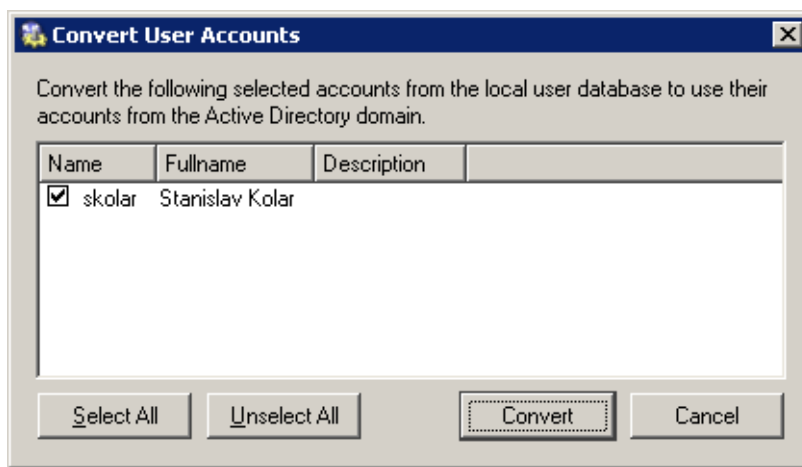 Convert User Accounts
Convert the following selected accounts from the local user database to use their
accounts from the Active Directory domain.
Name Fullname Description
skolar Stanislav Kolar
Select All Unselect All Convert Cancel